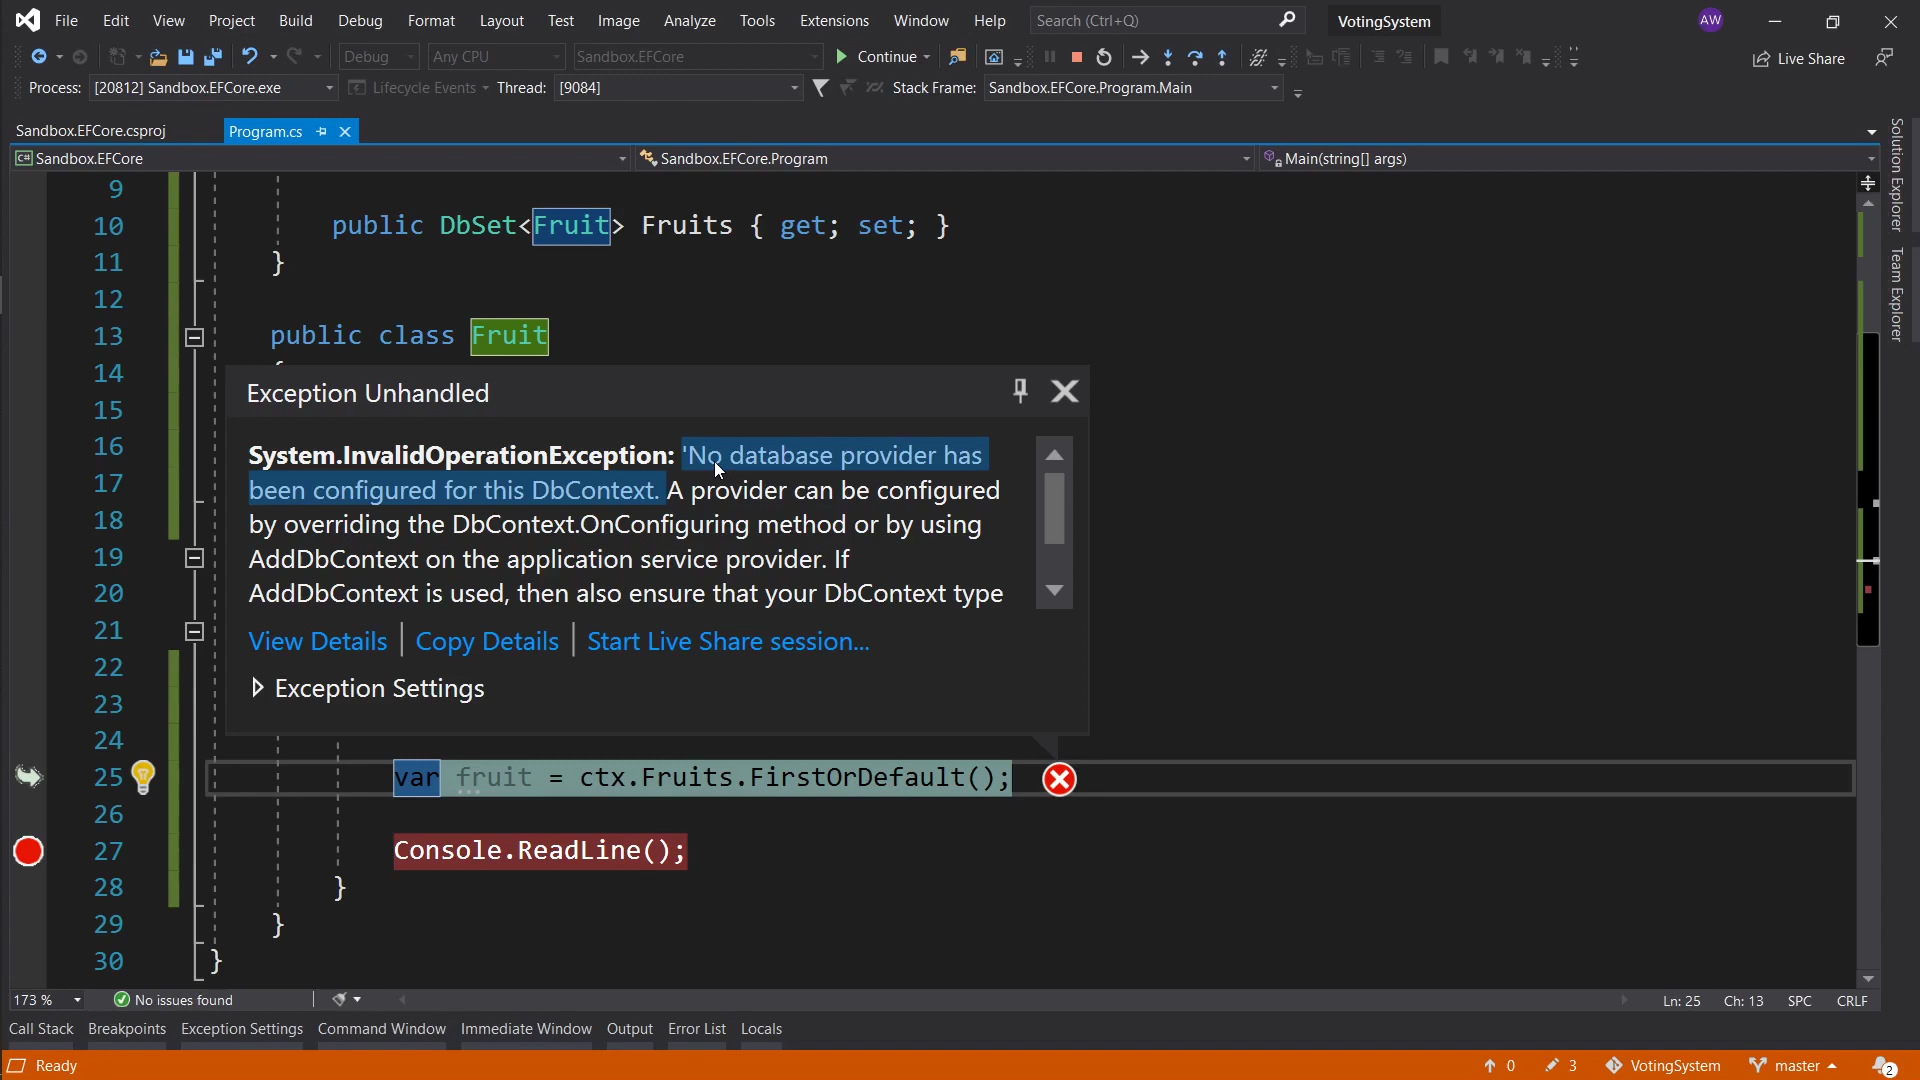 File Edit View Project Build Debug Format Layout Test Image Analyze Tools Extensions Window Help Search (Ctrl+Q) VotingSystem AW
Debug Any CPU Sandbox.EFCore Continue Live Share
Process: [20812] Sandbox.EFCore.exe Lifecycle Events Thread: [9084] Stack Frame: Sandbox.EFCore.Program.Main
Sandbox.EFCore.csproj Program.cs
C# Sandbox.EFCore Sandbox.EFCore.Program Main(string[] args)
Solution Explorer
Team Explorer
9
10 public DbSet<Fruit> Fruits { get; set; }
11 }
12
13 public class Fruit
14 {
15
16
17
18
19
20
21
22
23
24
Exception Unhandled
System.InvalidOperationException: 'No database provider has
been configured for this DbContext. A provider can be configured
by overriding the DbContext.OnConfiguring method or by using
AddDbContext on the application service provider. If
AddDbContext is used, then also ensure that your DbContext type
View Details Copy Details Start Live Share session...
Exception Settings
25 var fruit = ctx.Fruits.FirstOrDefault();
26
27 Console.ReadLine();
28 }
29 }
30 }
173 % No issues found Ln: 25 Ch: 13 SPC CRLF
Call Stack Breakpoints Exception Settings Command Window Immediate Window Output Error List Locals
Ready 0 3 VotingSystem master 2